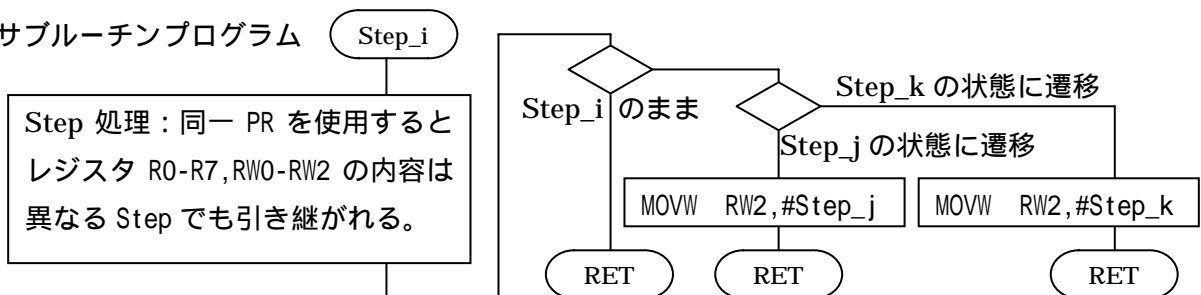 サブルーチンプログラム
Step_i
Step 処理：同一 PR を使用すると
レジスタ R0-R7,RW0-RW2 の内容は
異なる Step でも引き継がれる。
Step_i のまま
Step_k の状態に遷移
Step_j の状態に遷移
MOVW RW2,#Step_j
MOVW RW2,#Step_k
RET
RET
RET